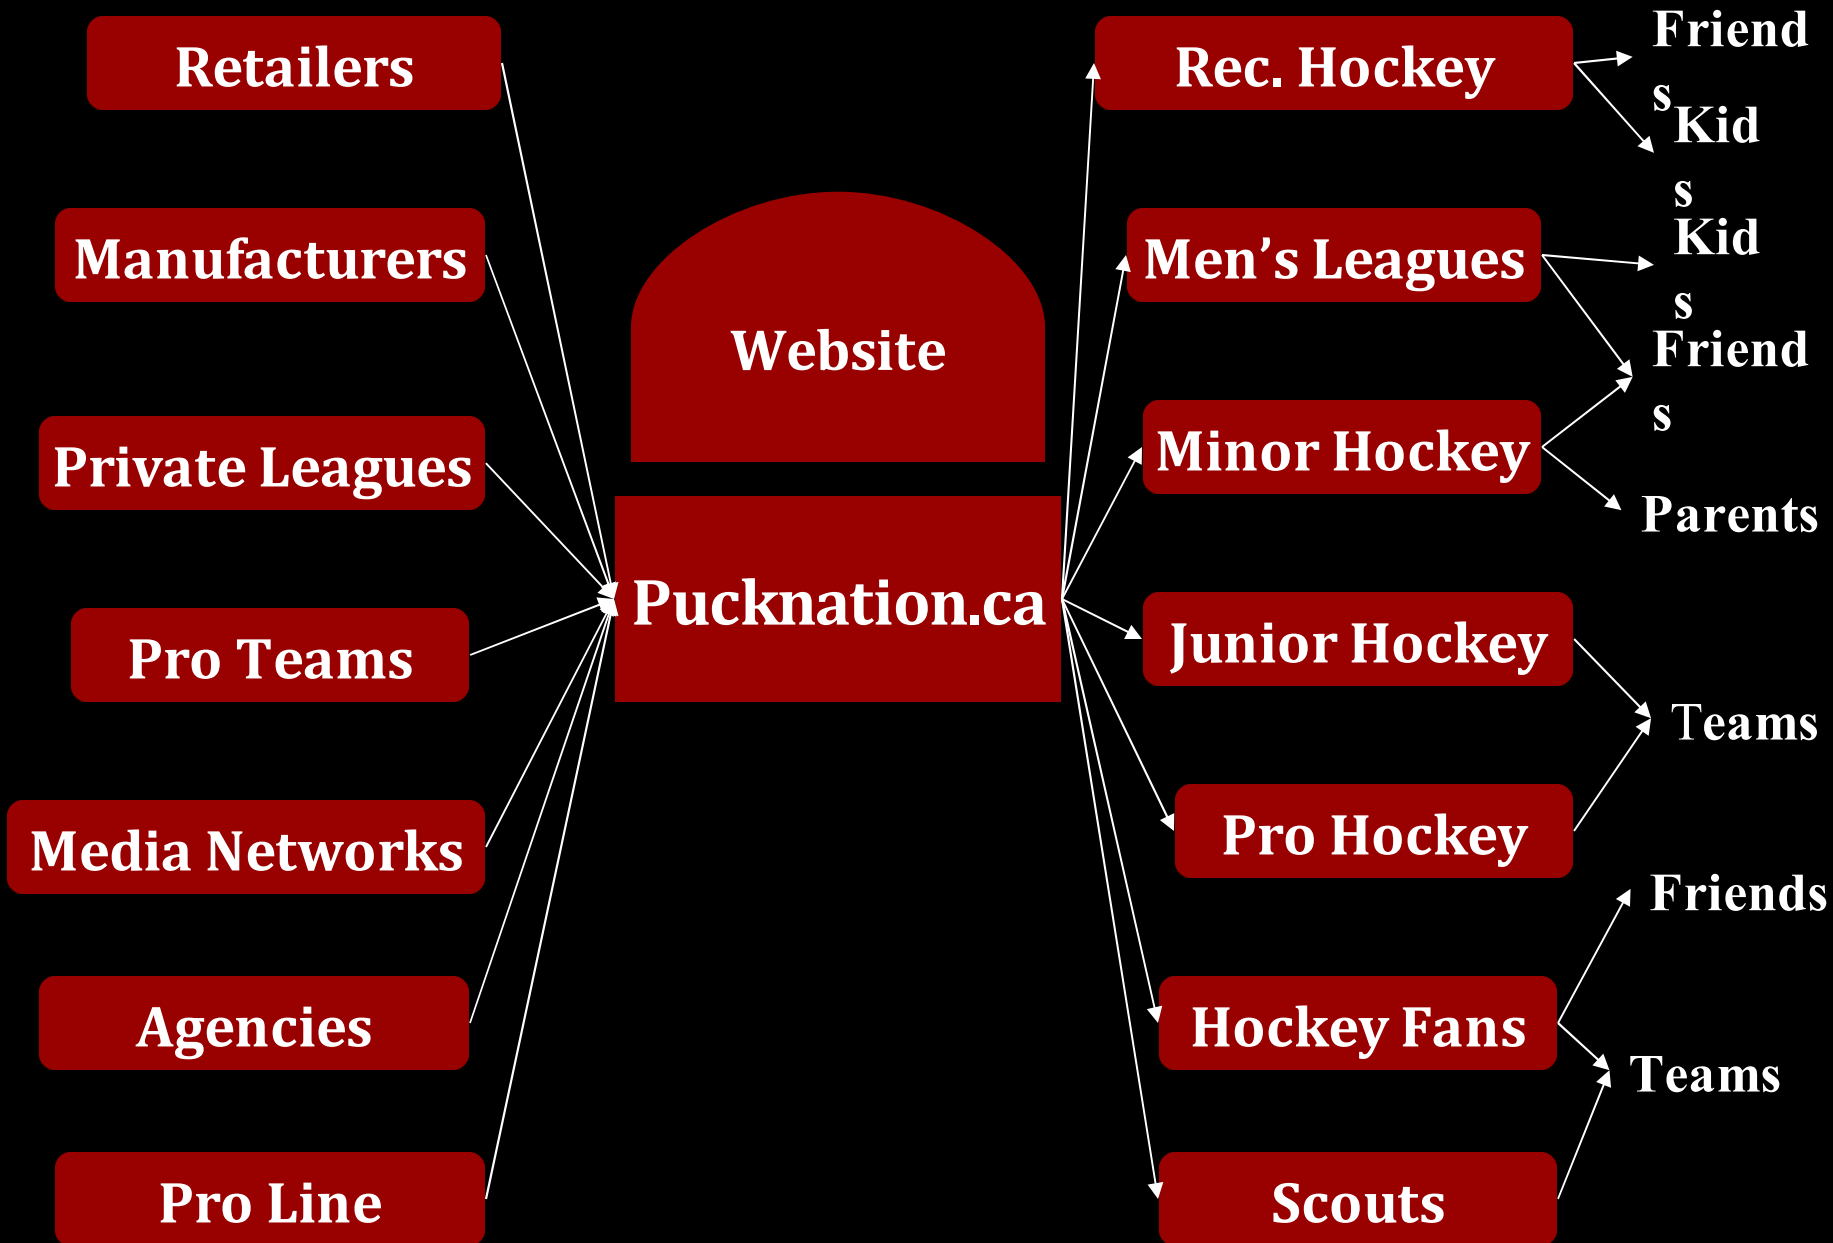 Retailers
Manufacturers
Private Leagues
Pro Teams
Media Networks
Agencies
Pro Line
Website
Pucknation.ca
Rec. Hockey
Men’s Leagues
Minor Hockey
Junior Hockey
Pro Hockey
Hockey Fans
Scouts
Friend
s
Kid
s
Kid
s
Friend
s
Parents
Teams
Friends
Teams